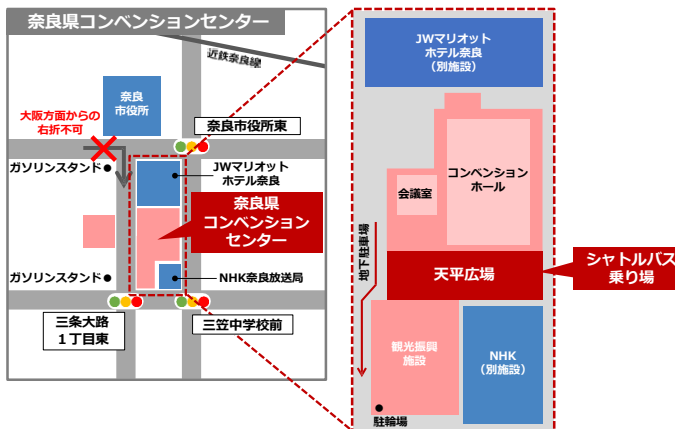 奈良県コンベンションセンター
近鉄奈良線
奈良
市役所
大阪方面からの
右折不可
奈良市役所東
ガソリンスタンド
JWマリオット
ホテル奈良
奈良県
コンベンション
センター
ガソリンスタンド
NHK奈良放送局
三条大路
１丁目東
三笠中学校前
JWマリオット
ホテル奈良
（別施設）
コンベンション
ホール
会議室
地下駐車場
天平広場
シャトルバス
乗り場
観光振興
施設
NHK
（別施設）
駐輪場